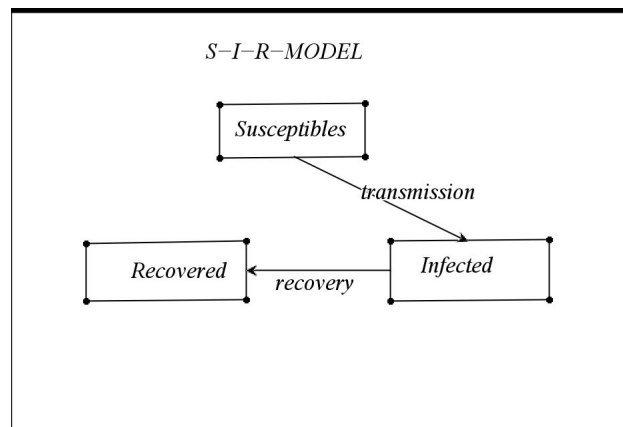 S-I-R-MODEL
Susceptibles
transmission
Recovered
Infected
recovery